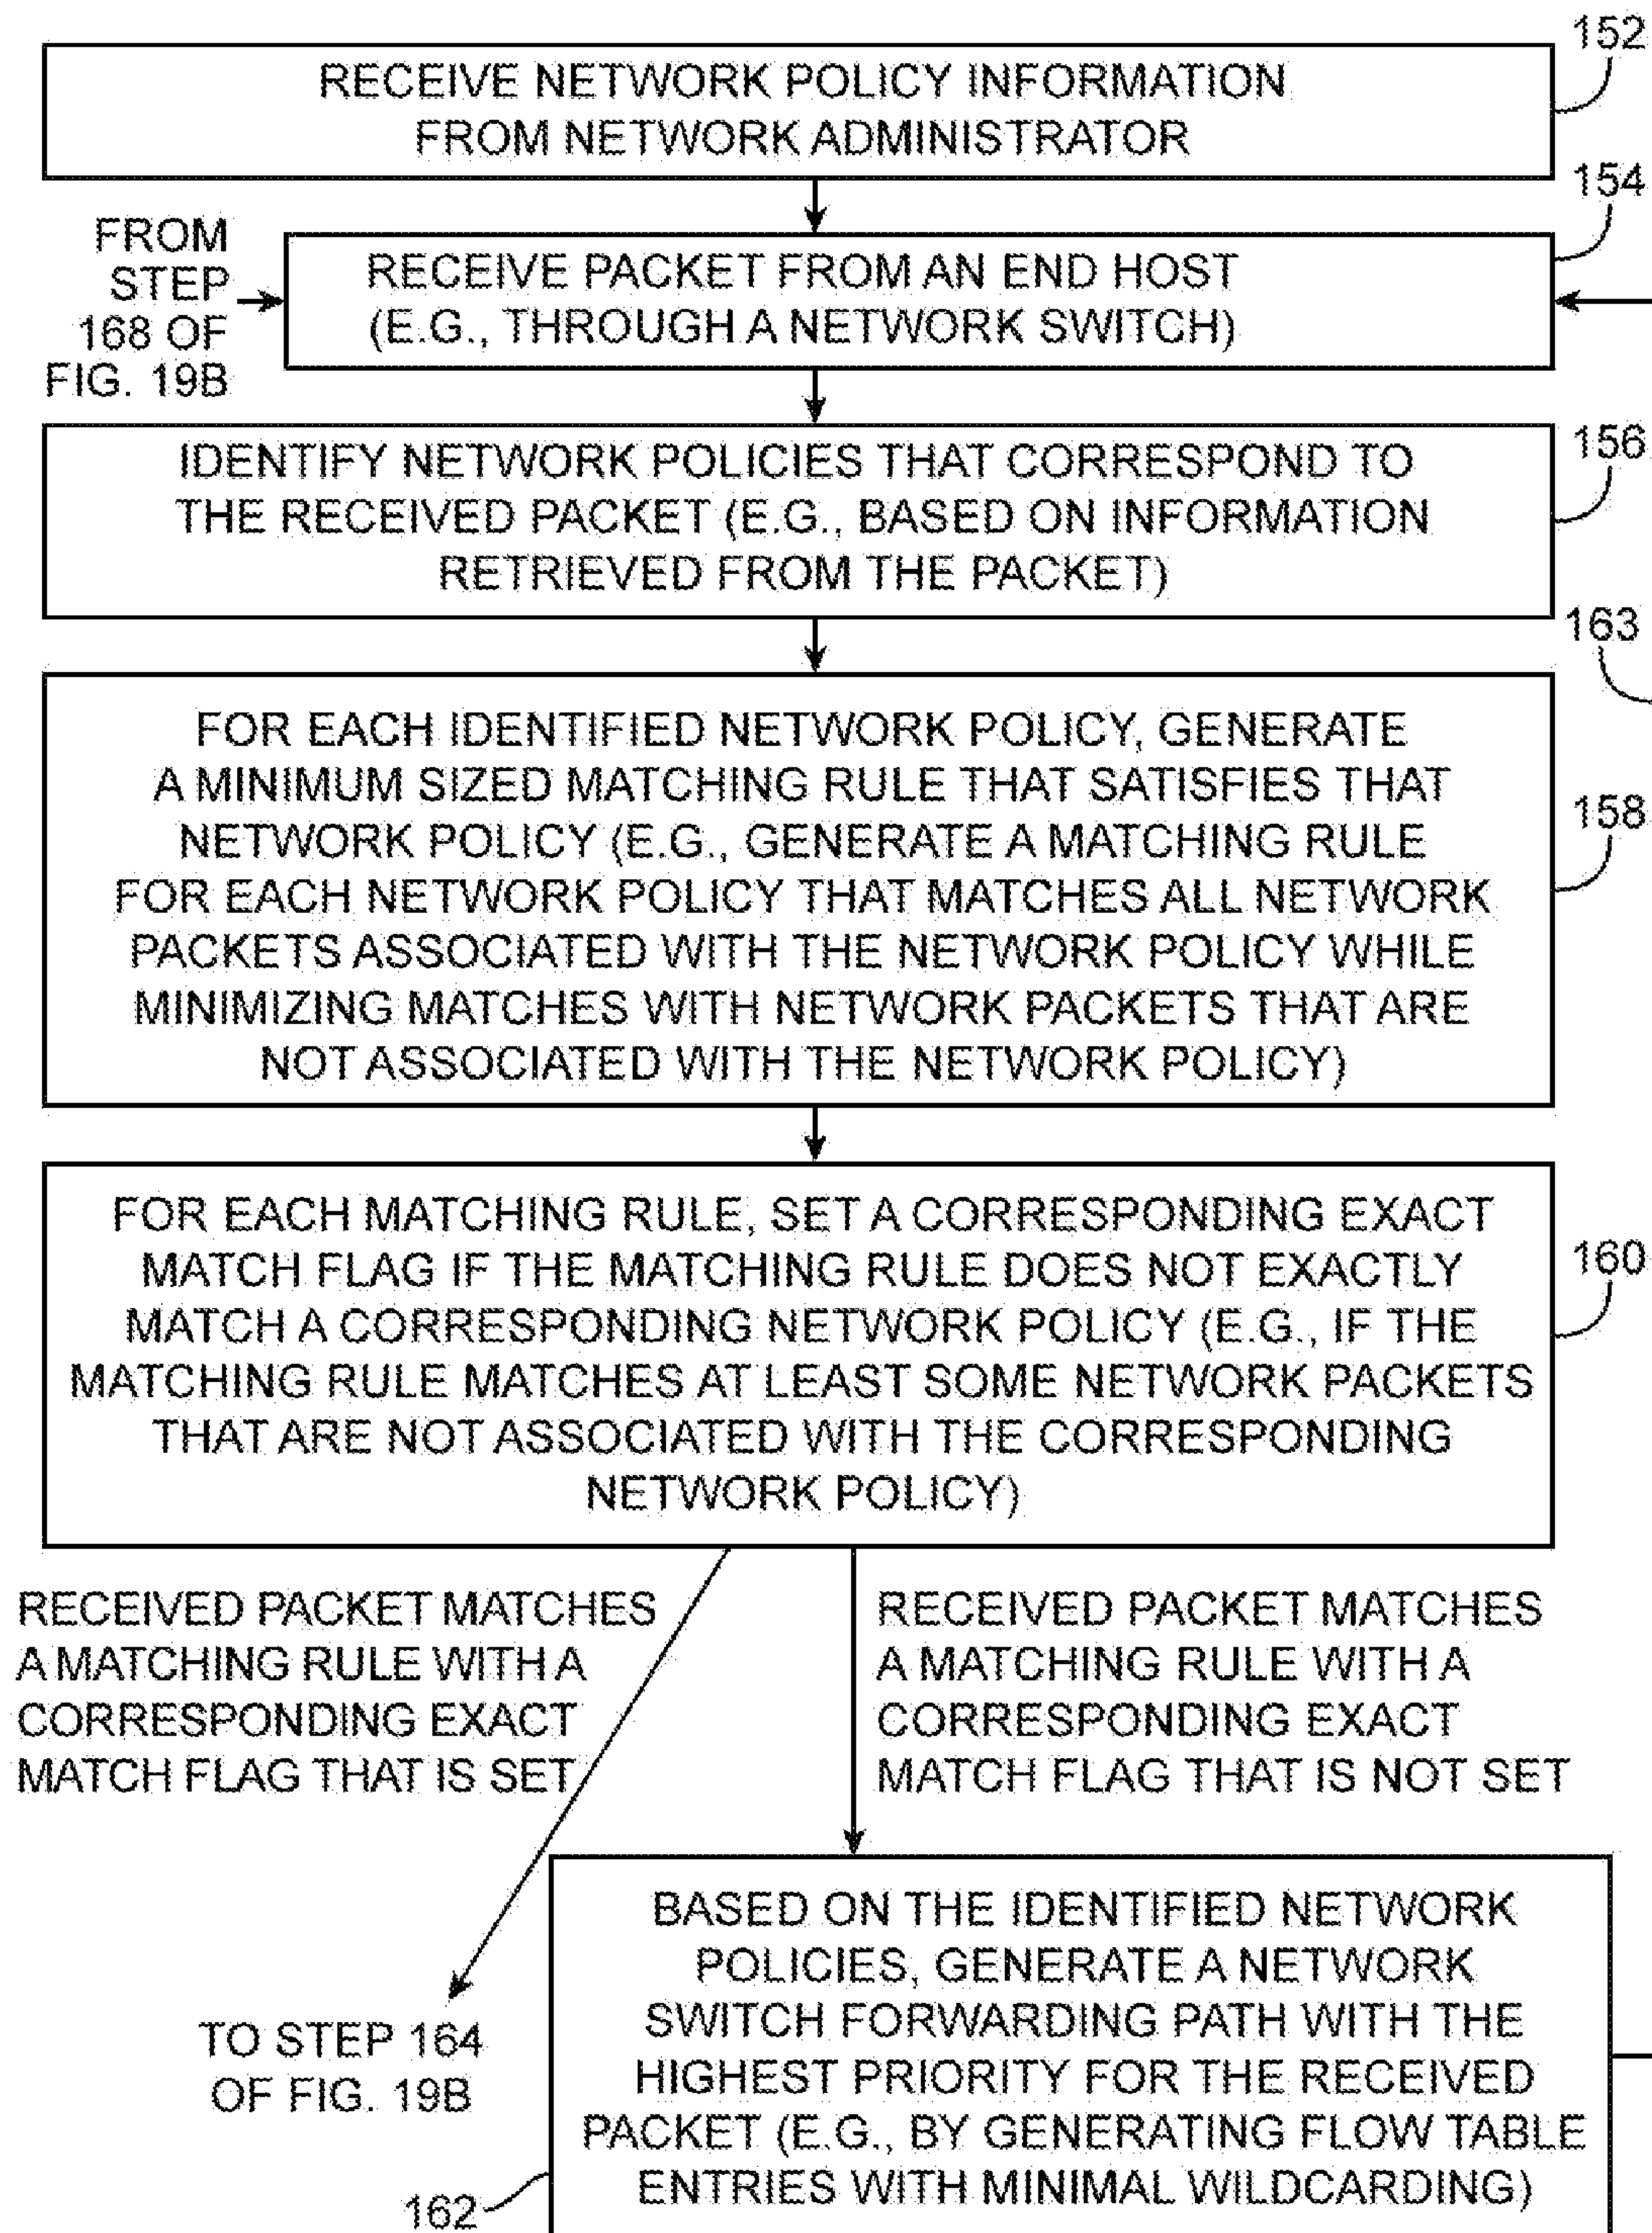 152
RECEIVE NETWORK POLICY INFORMATION
FROM NETWORK ADMINISTRATOR
154
FROM
STEP
168 OF
FIG. 19B
RECEIVE PACKET FROM AN END HOST
(E.G., THROUGH A NETWORK SWITCH)
156
IDENTIFY NETWORK POLICIES THAT CORRESPOND TO
THE RECEIVED PACKET (E.G., BASED ON INFORMATION
RETRIEVED FROM THE PACKET)
163
FOR EACH IDENTIFIED NETWORK POLICY, GENERATE
A MINIMUM SIZED MATCHING RULE THAT SATISFIES THAT
NETWORK POLICY (E.G., GENERATE A MATCHING RULE
FOR EACH NETWORK POLICY THAT MATCHES ALL NETWORK
PACKETS ASSOCIATED WITH THE NETWORK POLICY WHILE
MINIMIZING MATCHES WITH NETWORK PACKETS THAT ARE
NOT ASSOCIATED WITH THE NETWORK POLICY)
158
FOR EACH MATCHING RULE, SET A CORRESPONDING EXACT
MATCH FLAG IF THE MATCHING RULE DOES NOT EXACTLY
MATCH A CORRESPONDING NETWORK POLICY (E.G., IF THE
MATCHING RULE MATCHES AT LEAST SOME NETWORK PACKETS
THAT ARE NOT ASSOCIATED WITH THE CORRESPONDING
NETWORK POLICY)
160
RECEIVED PACKET MATCHES
A MATCHING RULE WITH A
CORRESPONDING EXACT
MATCH FLAG THAT IS SET
RECEIVED PACKET MATCHES
A MATCHING RULE WITH A
CORRESPONDING EXACT
MATCH FLAG THAT IS NOT SET
TO STEP 164
OF FIG. 19B
BASED ON THE IDENTIFIED NETWORK
POLICIES, GENERATE A NETWORK
SWITCH FORWARDING PATH WITH THE
HIGHEST PRIORITY FOR THE RECEIVED
PACKET (E.G., BY GENERATING FLOW TABLE
ENTRIES WITH MINIMAL WILDCARDING)
162